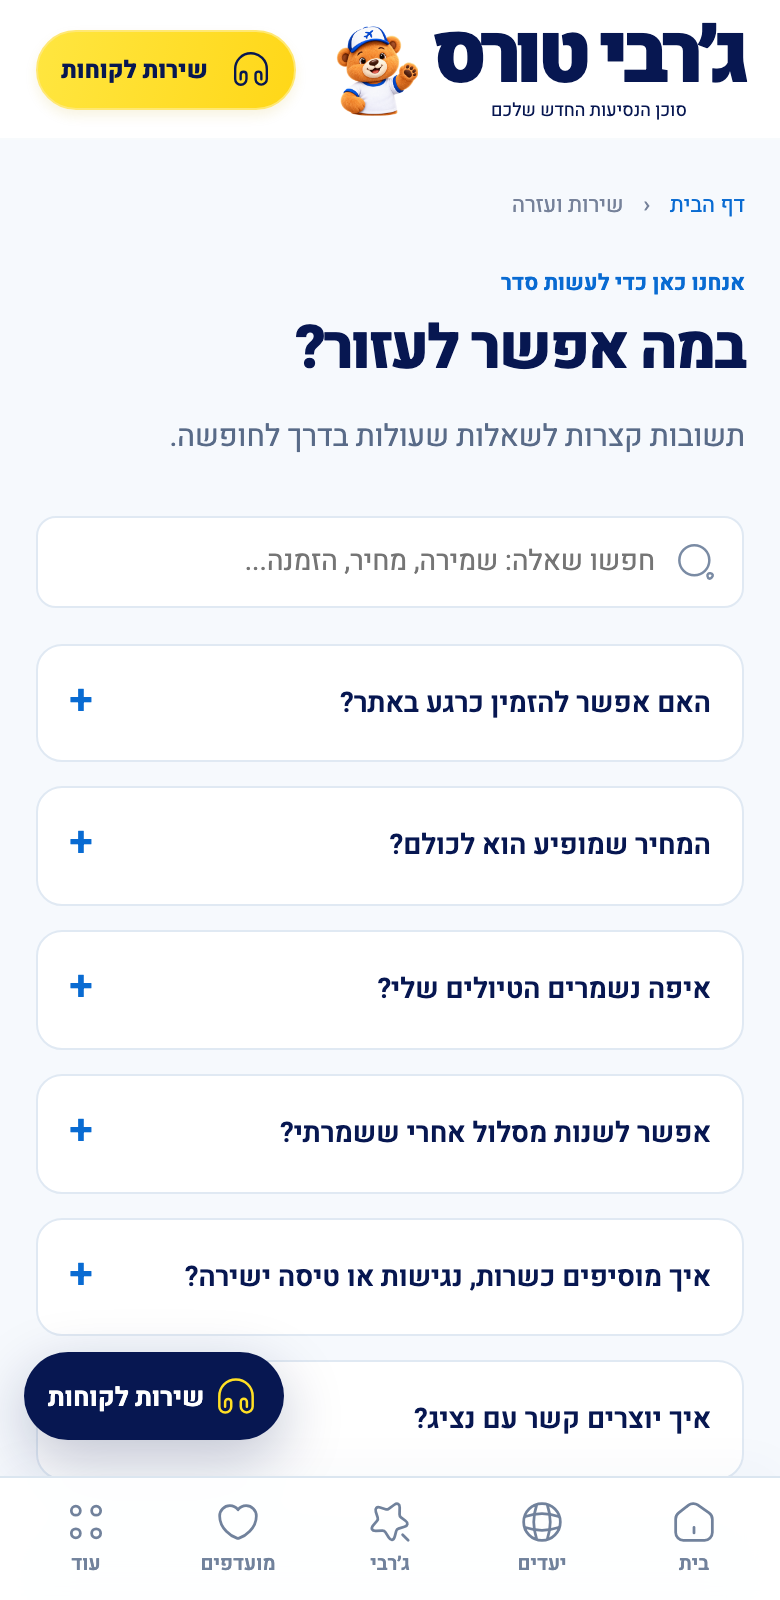 ג'רבי טורס
סוכן הנסיעות החדש שלכם
שירות לקוחות
דף הבית › שירות ועזרה
אנחנו כאן כדי לעשות סדר
במה אפשר לעזור?
תשובות קצרות לשאלות שעולות בדרך לחופשה.
חפשו שאלה: שמירה, מחיר, הזמנה...
האם אפשר להזמין כרגע באתר? +
המחיר שמופיע הוא לכולם? +
איפה נשמרים הטיולים שלי? +
אפשר לשנות מסלול אחרי ששמרתי? +
איך מוסיפים כשרות, נגישות או טיסה ישירה? +
איך יוצרים קשר עם נציג?
שירות לקוחות
בית
יעדים
ג'רבי
מועדפים
עוד